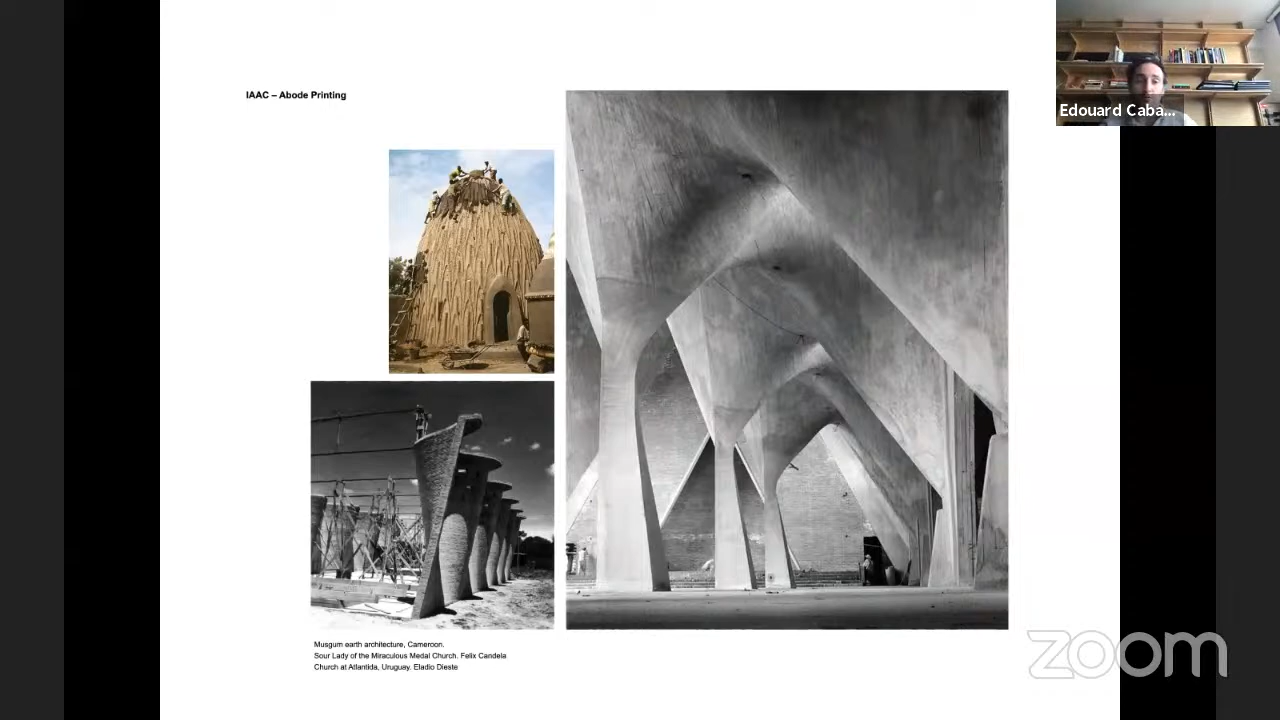 IAAC – Abode Printing
Edouard Caba...
Musgum earth architecture, Cameroon.
Sour Lady of the Miraculous Medal Church. Felix Candela
Church at Atlantida, Uruguay. Eladio Dieste
zoom